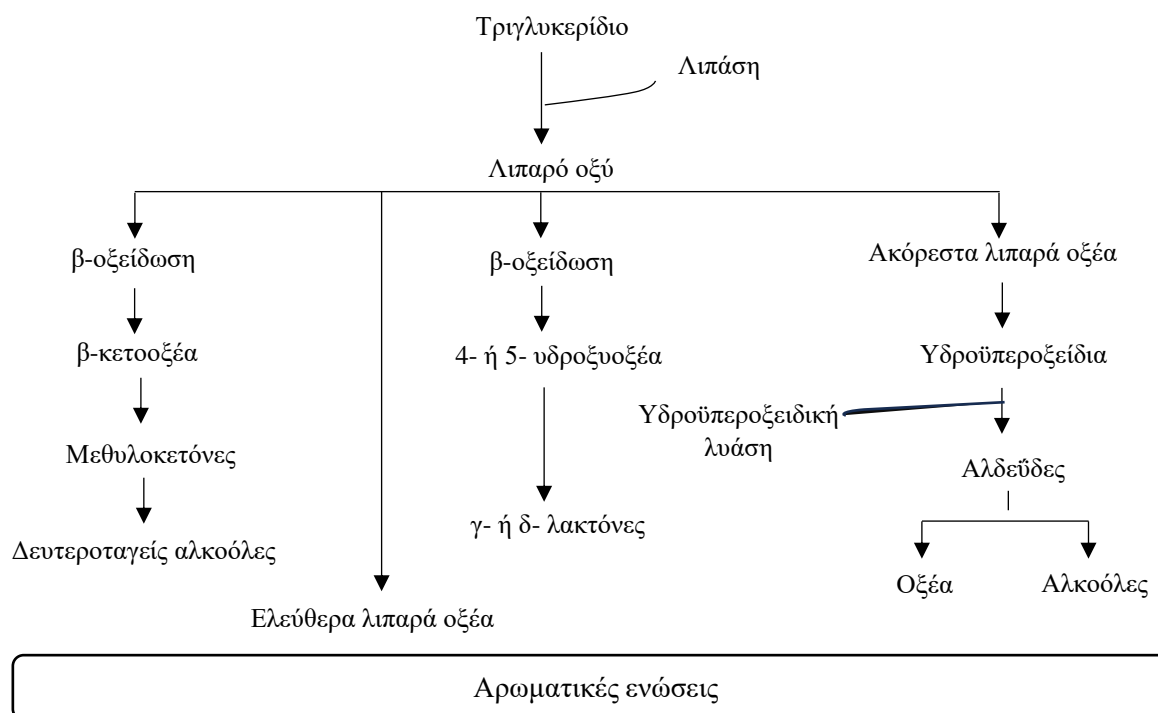 Τριγλυκερίδιο
Λιπάση
Λιπαρό οξύ
β-οξείδωση
β-οξείδωση
Ακόρεστα λιπαρά οξέα
β-κετοοξέα
4- ή 5- υδροξυοξέα
Υδροϋπεροξείδια
Υδροϋπεροξειδική
λυάση
Μεθυλοκετόνες
Αλδεΰδες
γ- ή δ- λακτόνες
Δευτεροταγείς αλκοόλες
Οξέα
Αλκοόλες
Ελεύθερα λιπαρά οξέα
Αρωματικές ενώσεις